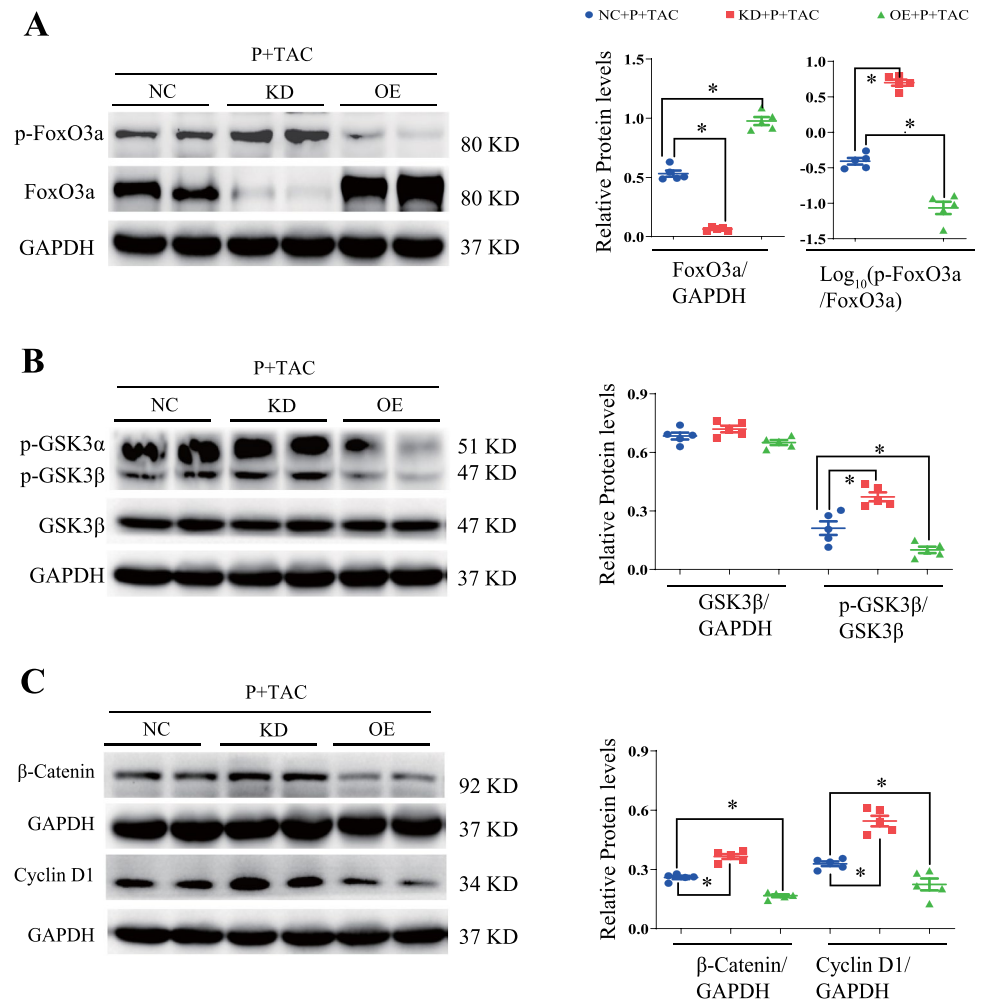 A
P+TAC
NC KD OE
p-FoxO3a 80 KD
FoxO3a 80 KD
GAPDH 37 KD
NC+P+TAC KD+P+TAC OE+P+TAC
Relative Protein levels
1.5
1.0
0.5
0.0
* *
FoxO3a/
GAPDH
1.0
0.5
0.0
-0.5
-1.0
-1.5
* *
Log10(p-FoxO3a
/FoxO3a)
B
P+TAC
NC KD OE
p-GSK3α 51 KD
p-GSK3β 47 KD
GSK3β 47 KD
GAPDH 37 KD
Relative Protein levels
0.9
0.6
0.3
0.0
* *
GSK3β/
GAPDH
p-GSK3β/
GSK3β
C
P+TAC
NC KD OE
β-Catenin 92 KD
GAPDH 37 KD
Cyclin D1 34 KD
GAPDH 37 KD
Relative Protein levels
0.9
0.6
0.3
0.0
* * * *
β-Catenin/
GAPDH
Cyclin D1/
GAPDH